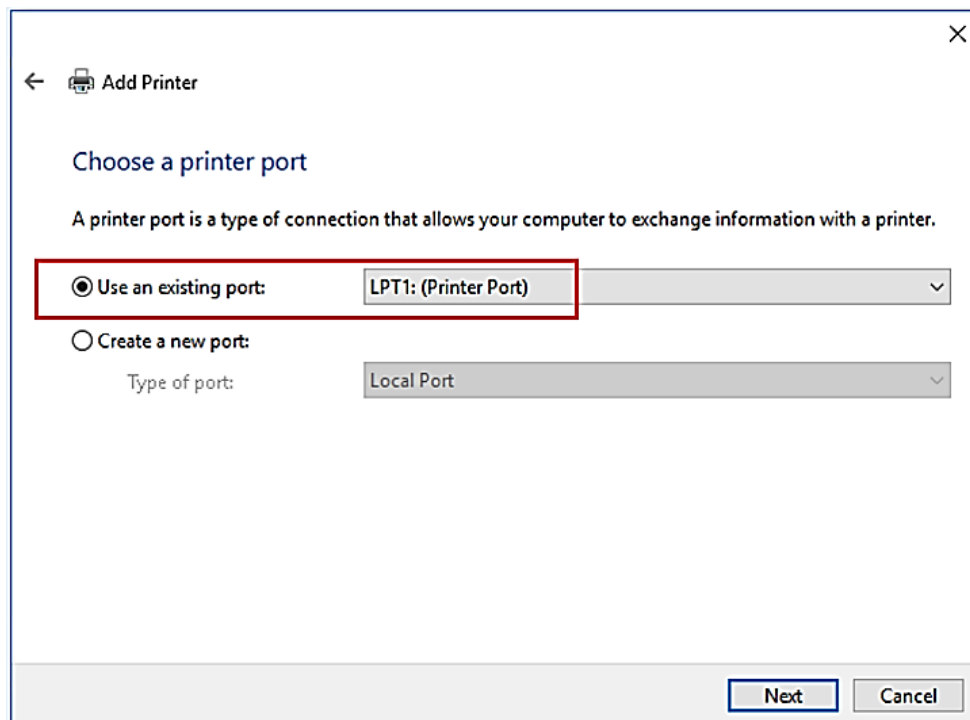 Add Printer
Choose a printer port
A printer port is a type of connection that allows your computer to exchange information with a printer.
Use an existing port: LPT1: (Printer Port)
Create a new port:
Type of port: Local Port
Next Cancel